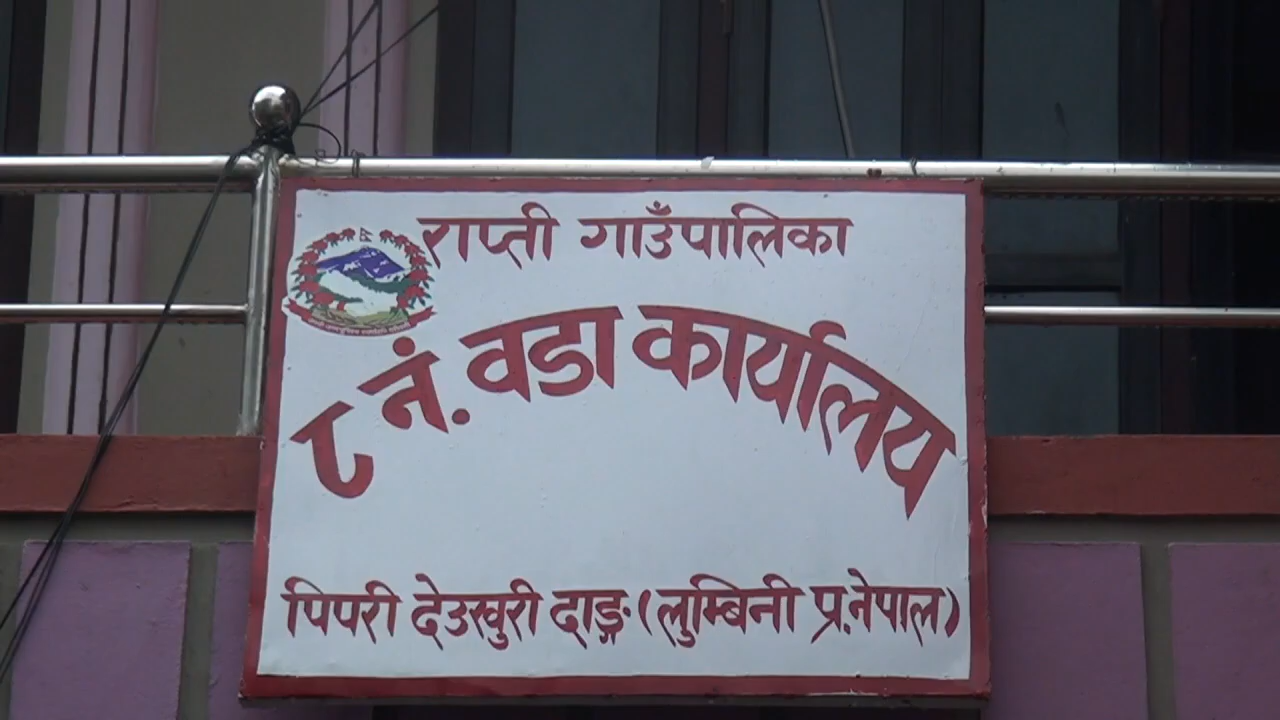 राप्ती गाउँपालिका
८ नं. वडा कार्यालय
पिपरी देउखुरी दाङ (लुम्बिनी प्र.नेपाल)